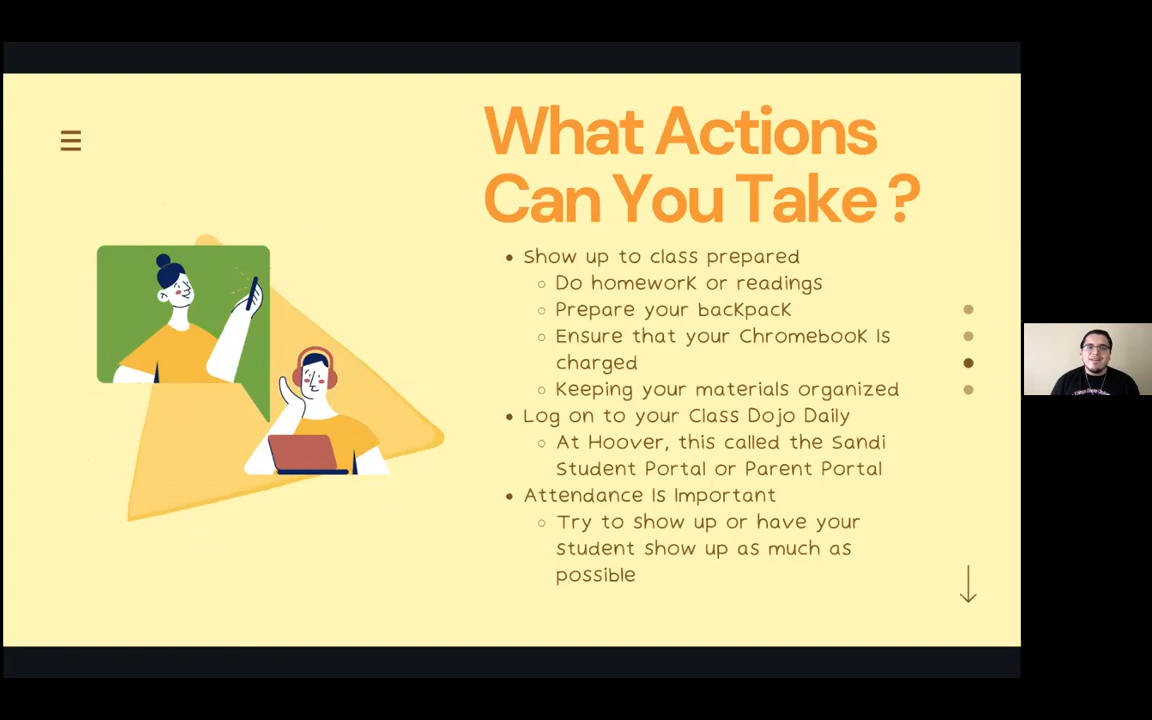 What Actions
Can You Take ?
Show up to class prepared
Do homework or readings
Prepare your backpack
Ensure that your Chromebook Is
charged
Keeping your materials organized
Log on to your Class Dojo Daily
At Hoover, this called the Sandi
Student Portal or Parent Portal
Attendance Is Important
Try to show up or have your
student show up as much as
possible